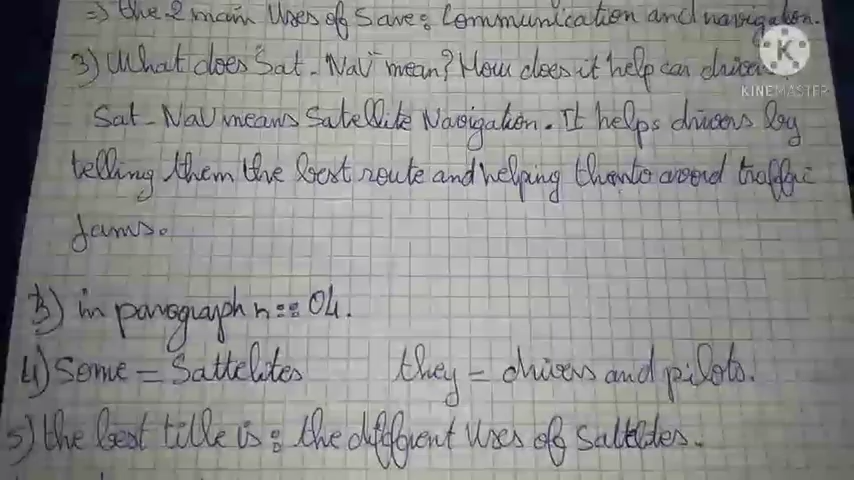 => the 2 main Uses of Save: Communication and navigation.
3) What does "Sat-Nav" mean? How does it help car drivers
KINEMASTER
Sat-Nav means Satellite Navigation. It helps drivers by
telling them the best route and helping them to avoid traffic
jams.
3) in paragraph n:: 04.
4) Some = Sattelites they = drivers and pilots.
5) the best title is: the different Uses of Sattelites.